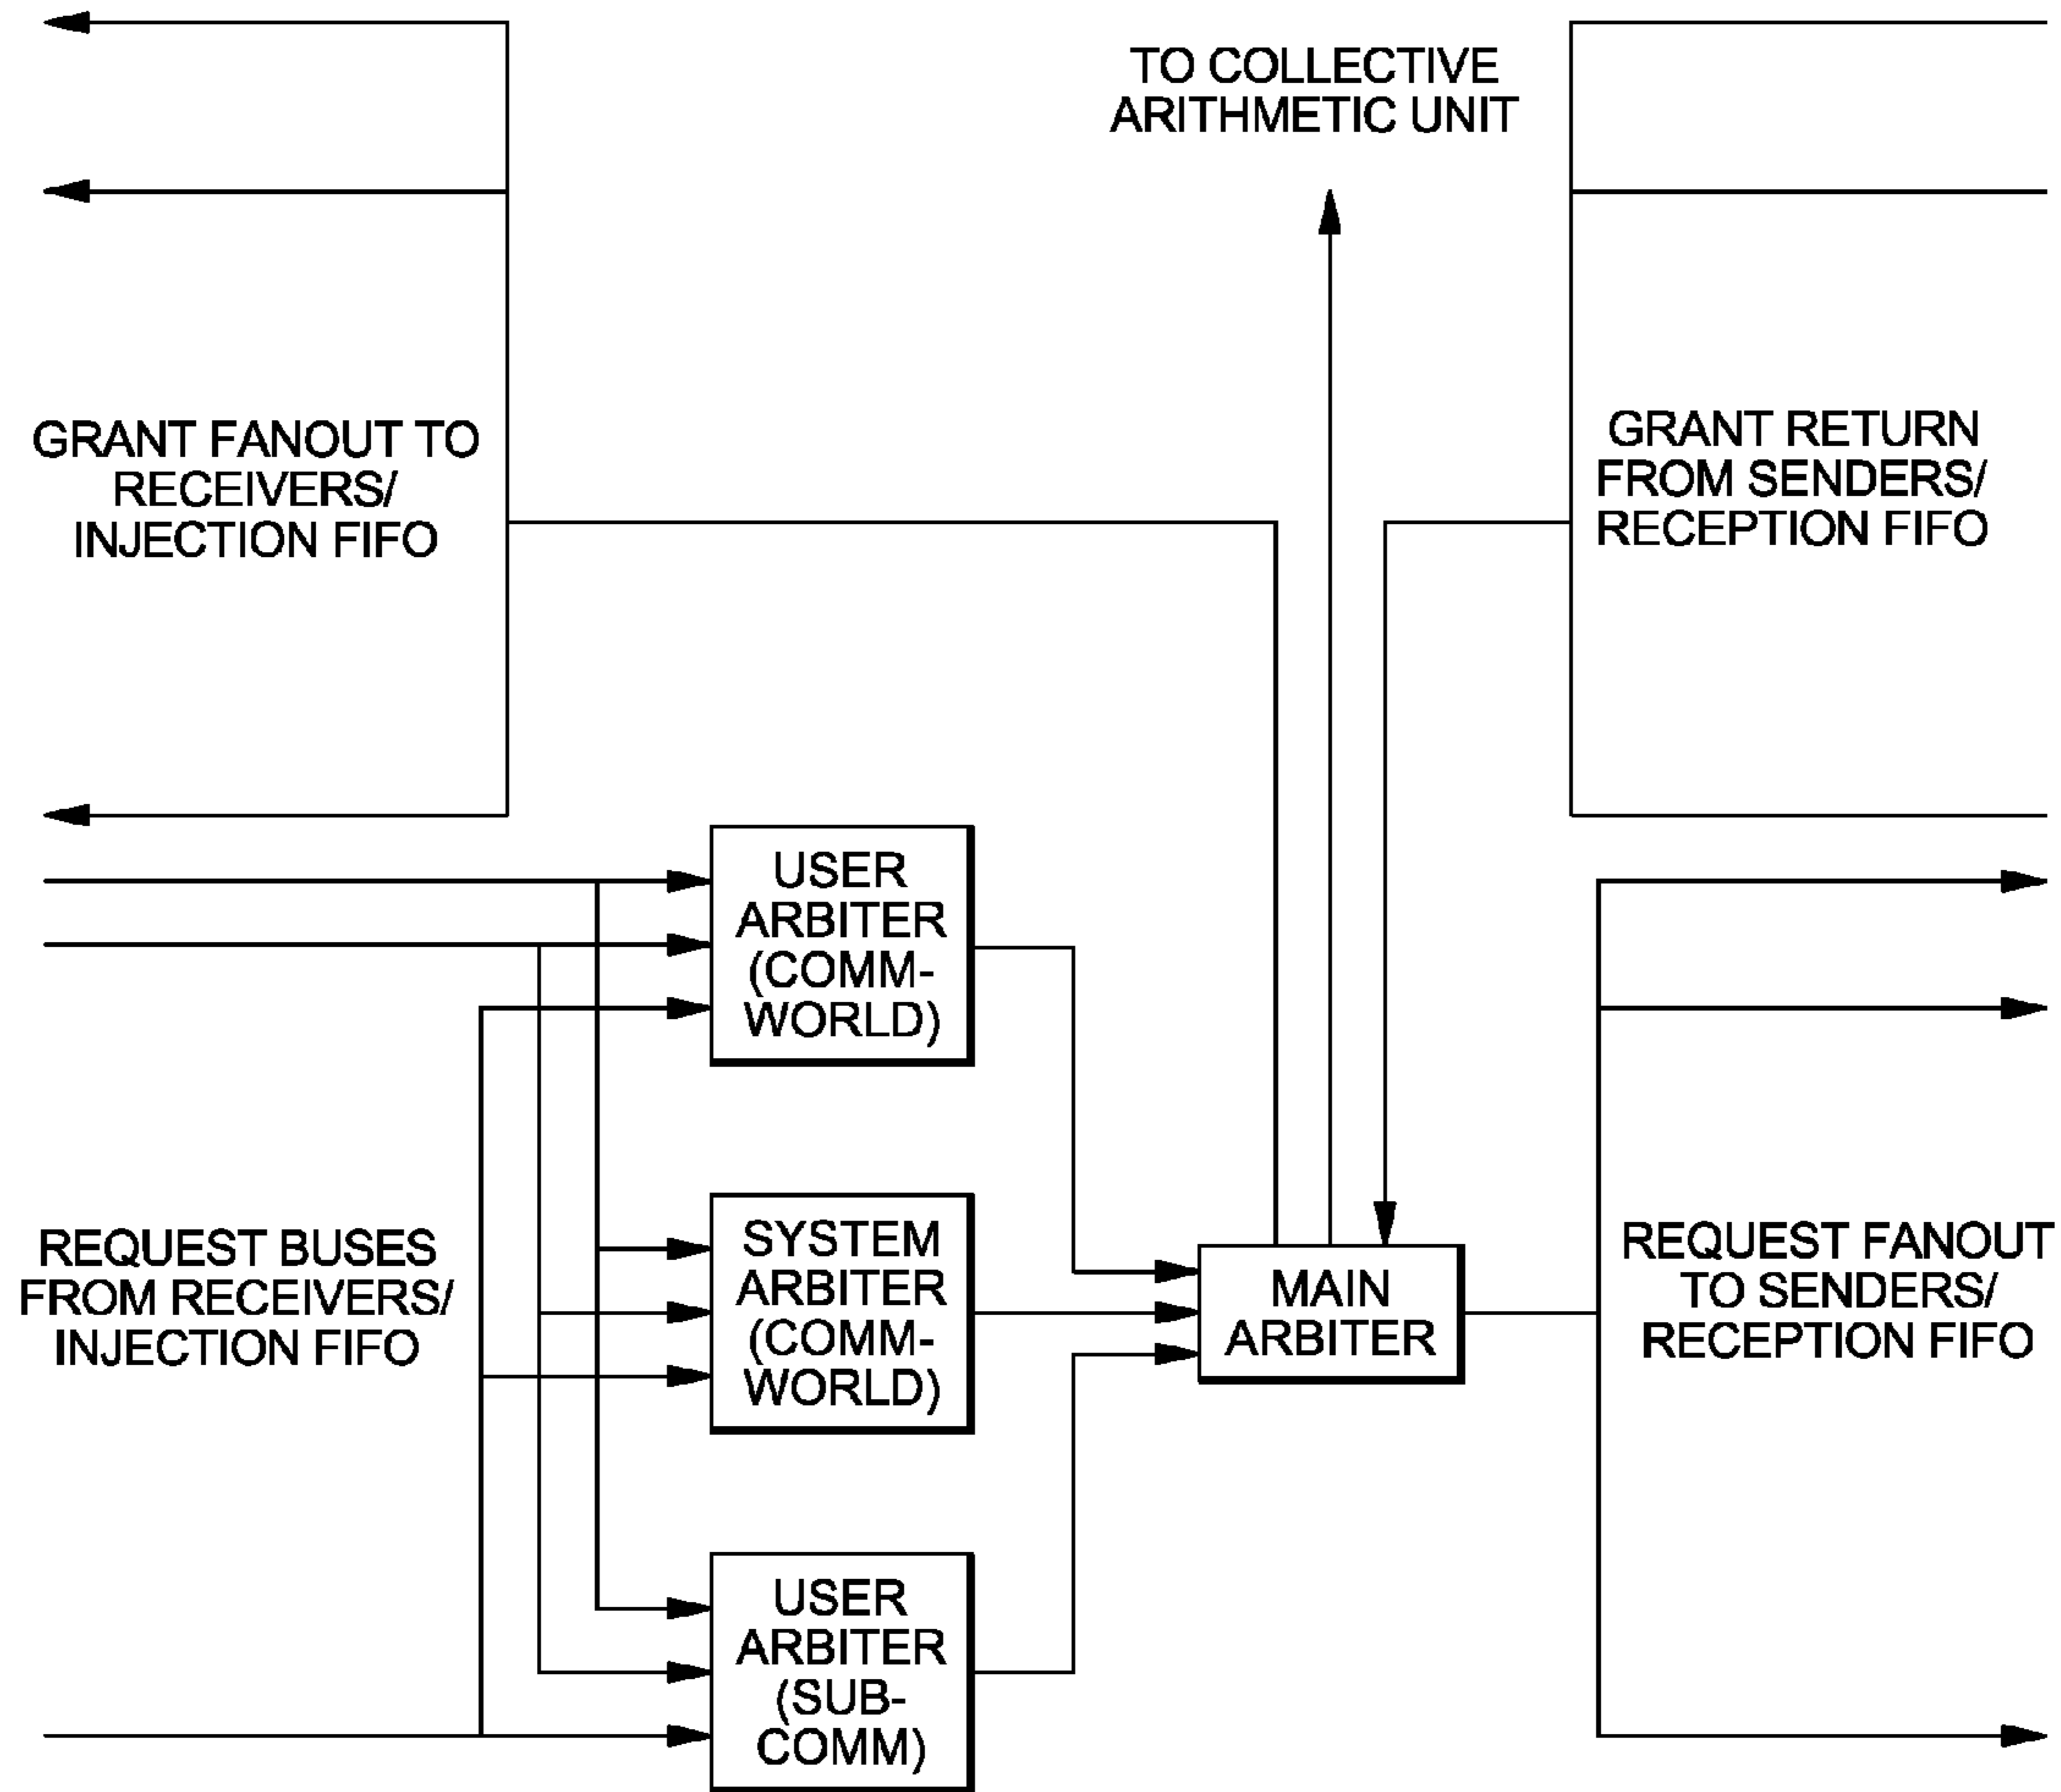 TO COLLECTIVE
ARITHMETIC UNIT
GRANT FANOUT TO
RECEIVERS/
INJECTION FIFO
GRANT RETURN
FROM SENDERS/
RECEPTION FIFO
USER
ARBITER
(COMM-
WORLD)
REQUEST BUSES
FROM RECEIVERS/
INJECTION FIFO
SYSTEM
ARBITER
(COMM-
WORLD)
MAIN
ARBITER
REQUEST FANOUT
TO SENDERS/
RECEPTION FIFO
USER
ARBITER
(SUB-
COMM)